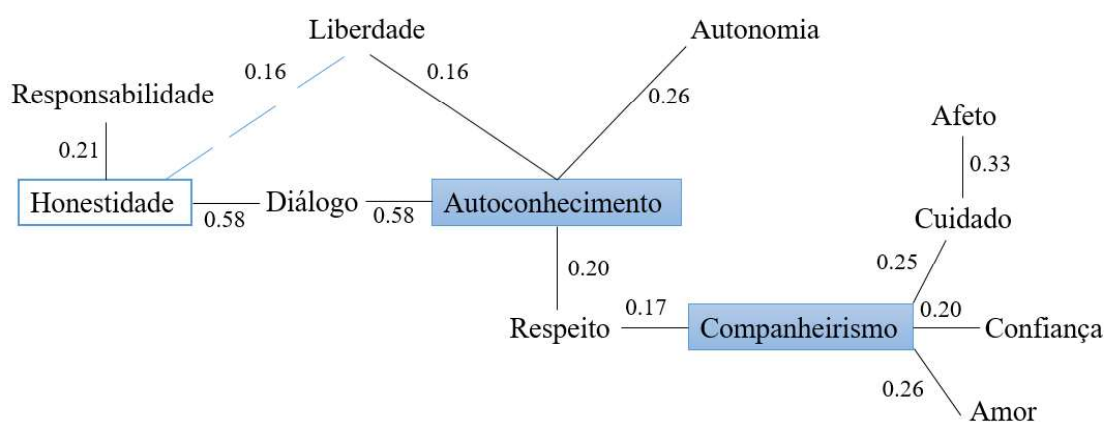 Liberdade
Autonomia
0.16
0.16
Responsabilidade
0.26
Afeto
0.21
0.33
Honestidade
Diálogo
Autoconhecimento
0.58
0.58
Cuidado
0.20
0.25
Respeito
0.17
Companheirismo
0.20
Confiança
0.26
Amor